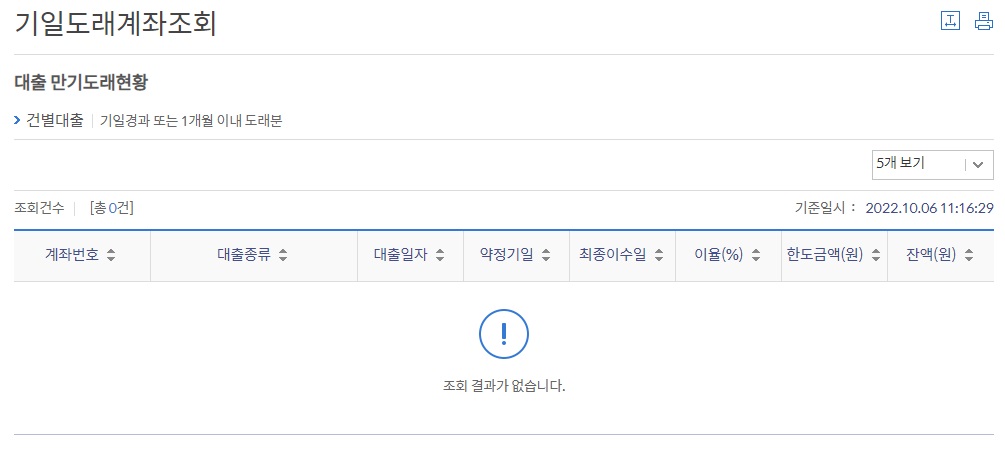 기일도래계좌조회
대출 만기도래현황
건별대출 기일경과 또는 1개월 이내 도래분
5개 보기
조회건수 [총 0건] 기준일시 : 2022.10.06 11:16:29
계좌번호 대출종류 대출일자 약정기일 최종이수일 이율(%) 한도금액(원) 잔액(원)
조회 결과가 없습니다.